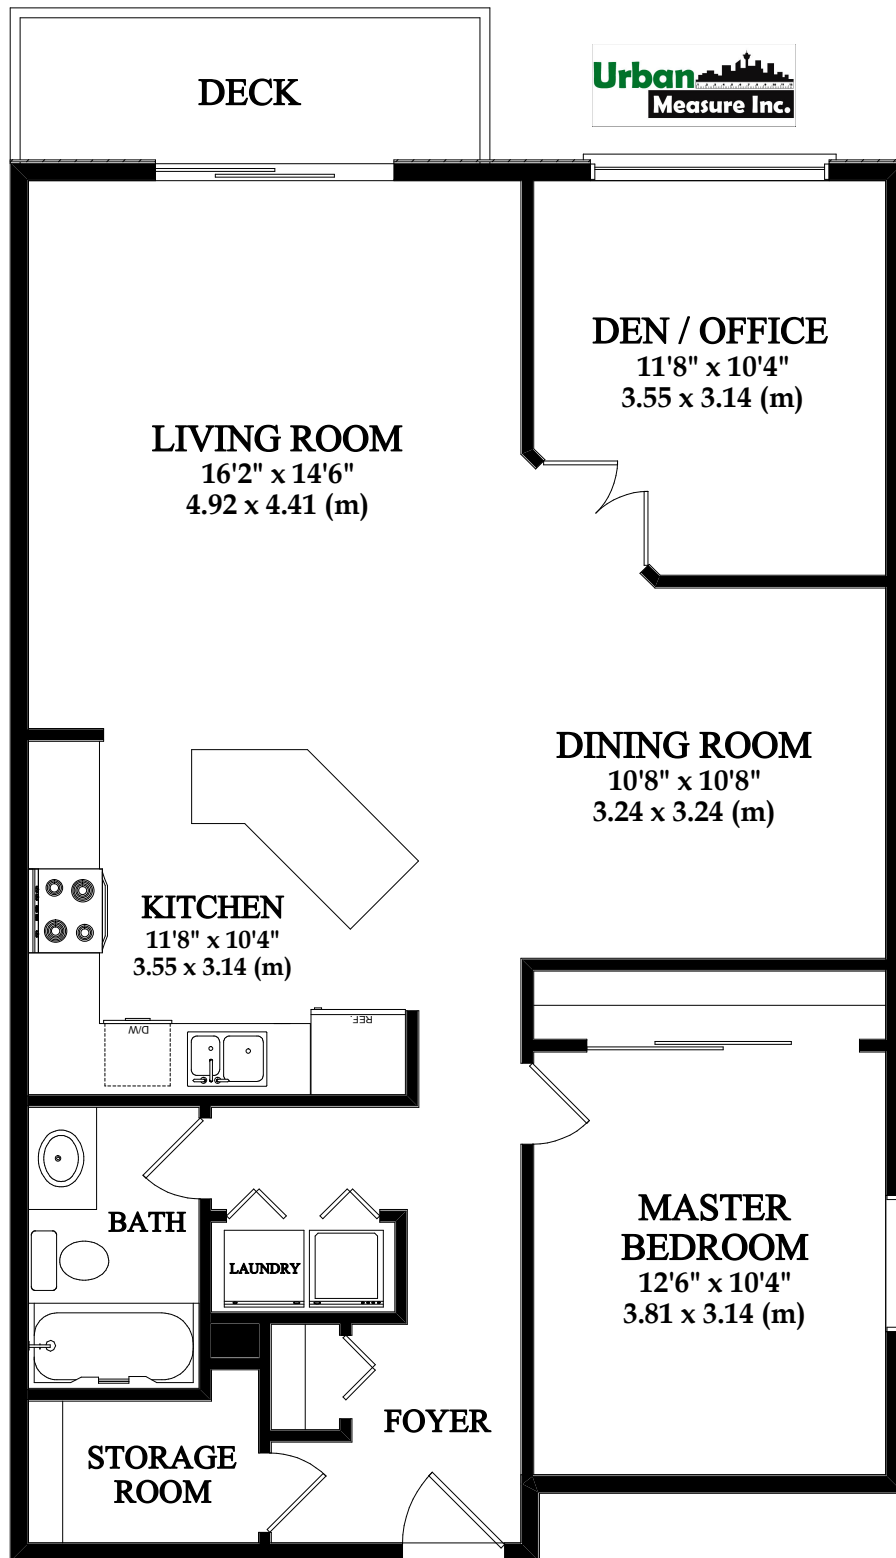 DECK
Urban
Measure Inc.
DEN / OFFICE
11'8" x 10'4"
3.55 x 3.14 (m)
LIVING ROOM
16'2" x 14'6"
4.92 x 4.41 (m)
DINING ROOM
10'8" x 10'8"
3.24 x 3.24 (m)
KITCHEN
11'8" x 10'4"
3.55 x 3.14 (m)
D/W
REF.
BATH
LAUNDRY
MASTER
BEDROOM
12'6" x 10'4"
3.81 x 3.14 (m)
FOYER
STORAGE
ROOM